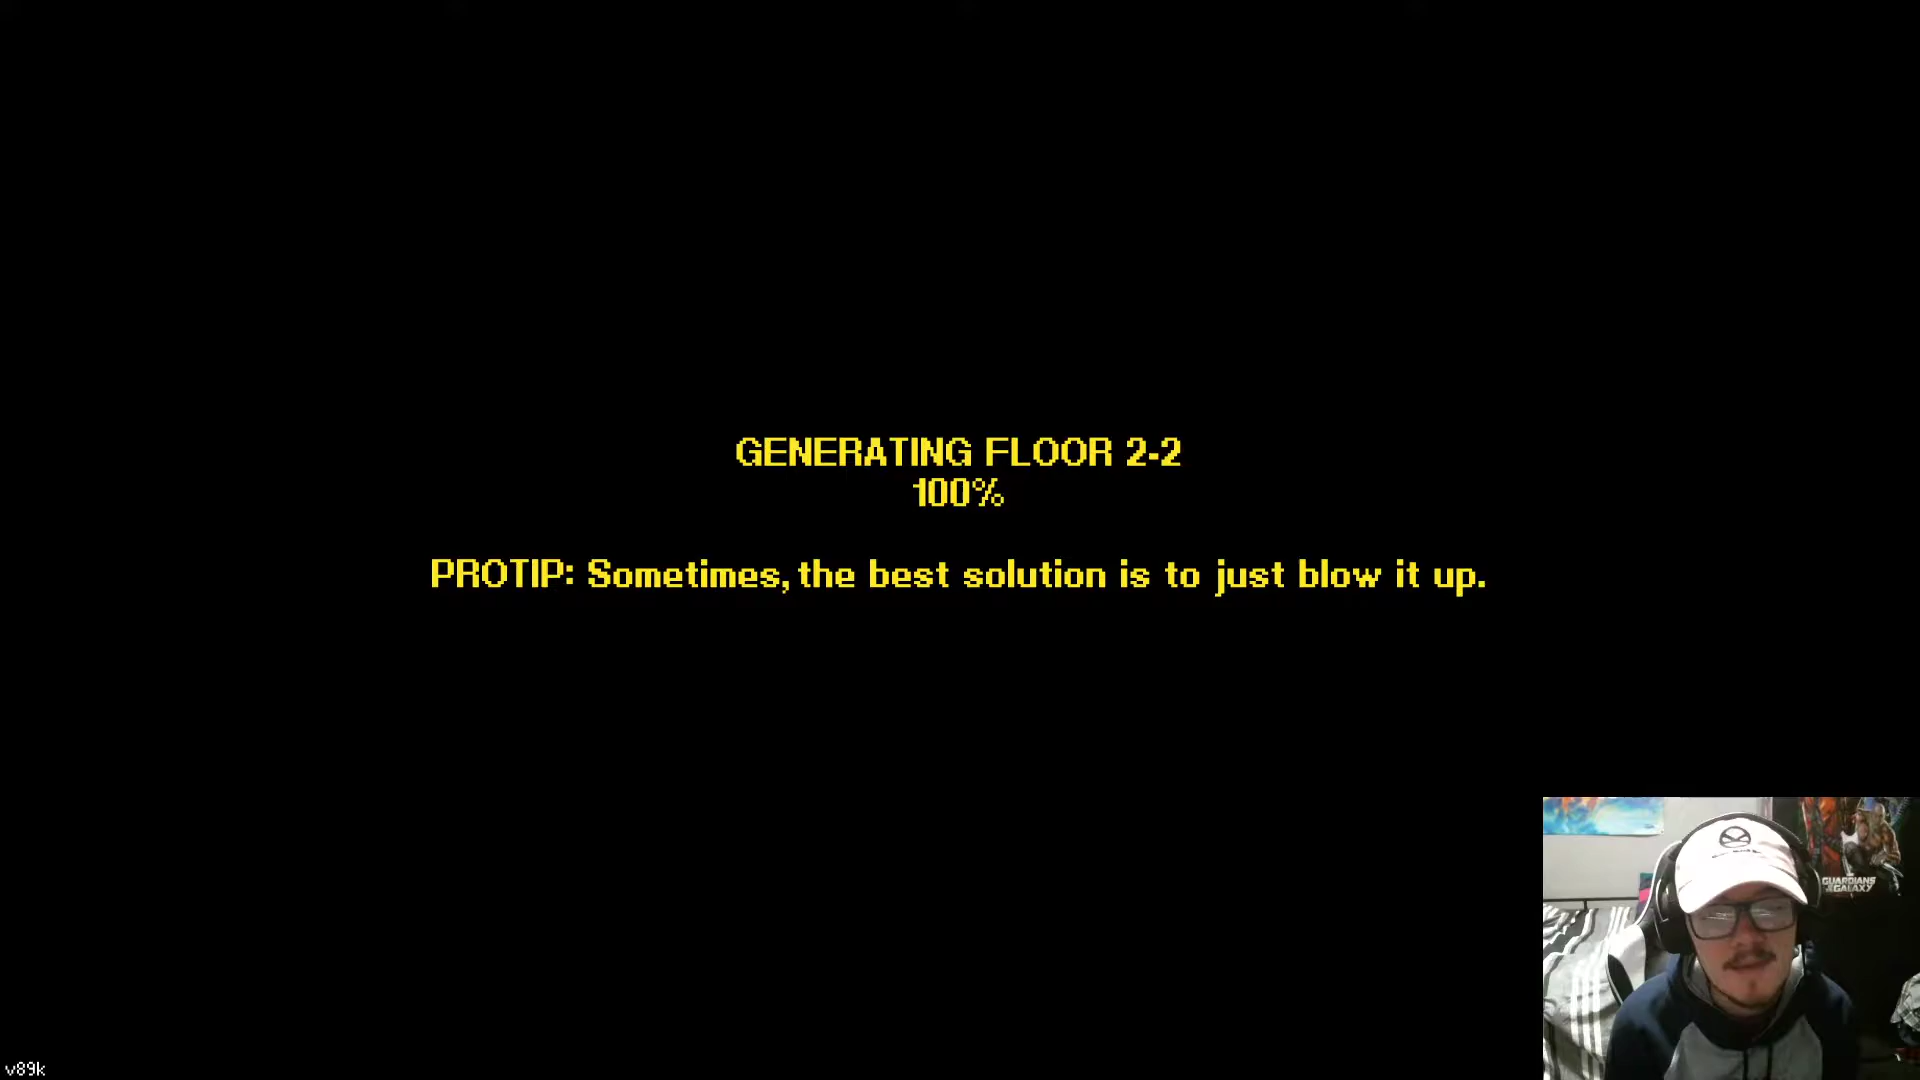 GENERATING FLOOR 2-2
100%
PROTIP: Sometimes, the best solution is to just blow it up.
GUARDIANS
GALAXY
v89k